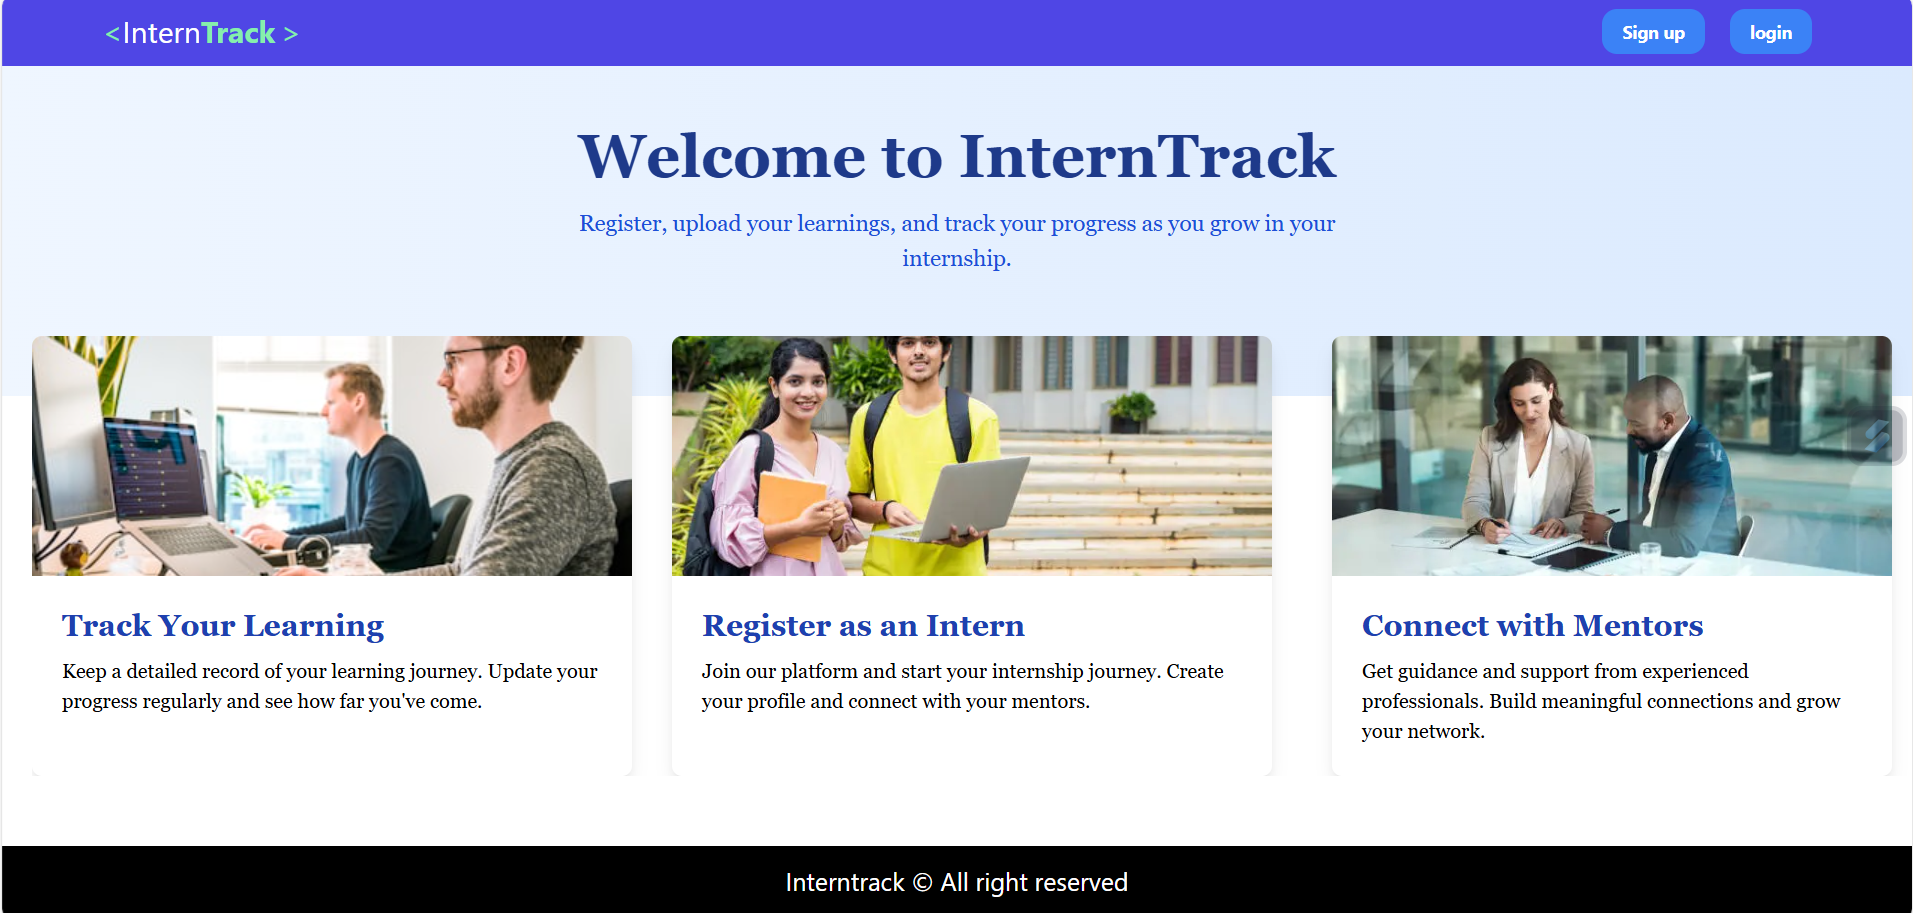 <InternTrack >
Sign up
login
Welcome to InternTrack
Register, upload your learnings, and track your progress as you grow in your
internship.
Track Your Learning
Keep a detailed record of your learning journey. Update your
progress regularly and see how far you've come.
Register as an Intern
Join our platform and start your internship journey. Create
your profile and connect with your mentors.
Connect with Mentors
Get guidance and support from experienced
professionals. Build meaningful connections and grow
your network.
Interntrack © All right reserved